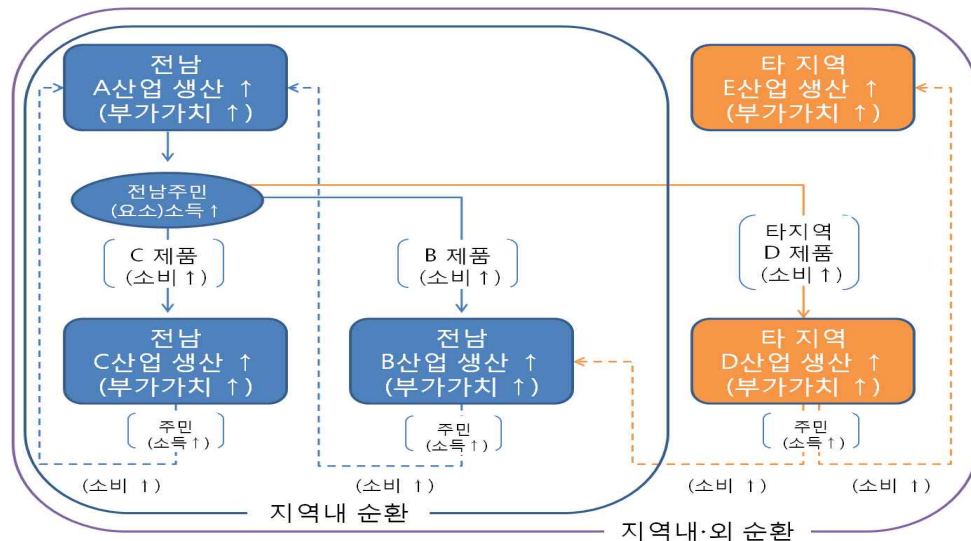 전남
A산업 생산 ↑
(부가가치 ↑)
타 지역
E산업 생산 ↑
(부가가치 ↑)
전남주민
(요소)소득↑
C 제품
(소비↑)
B 제품
(소비↑)
타지역
D 제품
(소비↑)
전남
C산업 생산 ↑
(부가가치 ↑)
전남
B산업 생산 ↑
(부가가치 ↑)
타 지역
D산업 생산 ↑
(부가가치 ↑)
주민
(소득↑)
주민
(소득↑)
주민
(소득↑)
(소비 ↑)
(소비 ↑)
(소비 ↑)
(소비 ↑)
지역내 순환
지역내·외 순환